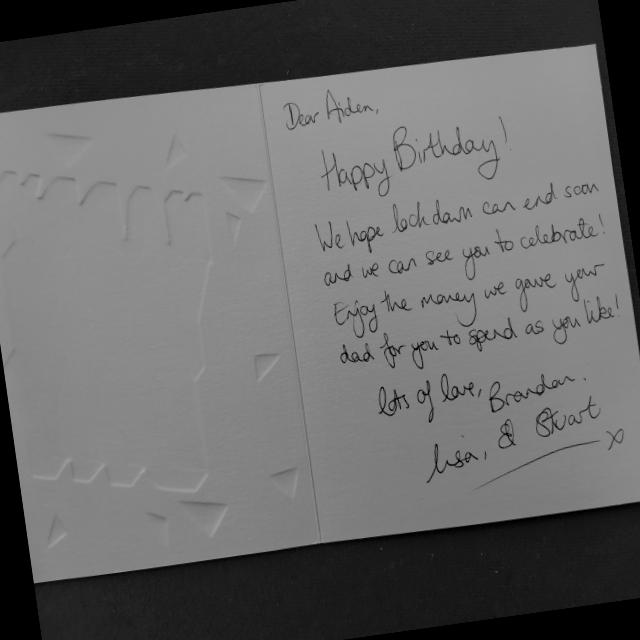 Dear Aiden,
Happy Birthday!
We hope lockdown can end soon
and we can see you to celebrate!
Enjoy the money we gave your
dad for you to spend as you like!
lots of love, Brandon.
Lisa, & Stuart
x